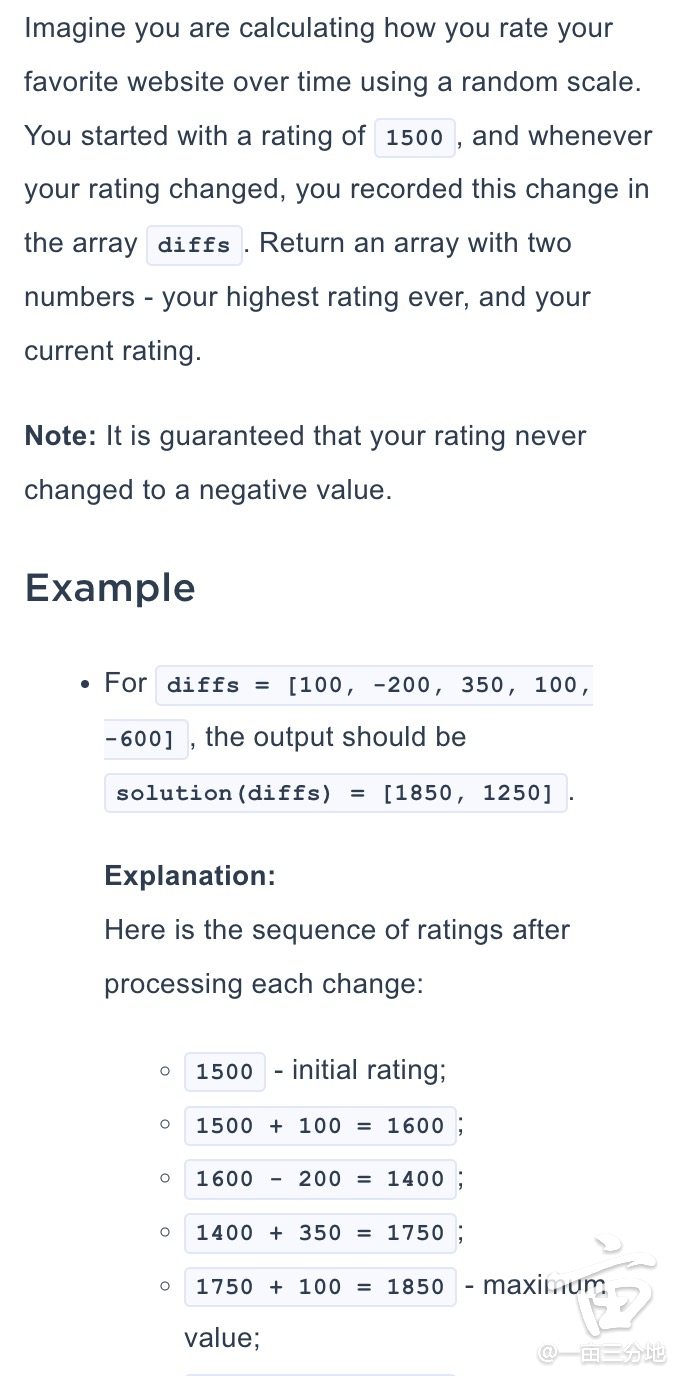 Imagine you are calculating how you rate your
favorite website over time using a random scale.
You started with a rating of 1500, and whenever
your rating changed, you recorded this change in
the array diffs. Return an array with two
numbers - your highest rating ever, and your
current rating.
Note: It is guaranteed that your rating never
changed to a negative value.
Example
• For diffs = [100, -200, 350, 100,
-600], the output should be
solution(diffs) = [1850, 1250].
Explanation:
Here is the sequence of ratings after
processing each change:
◦ 1500 - initial rating;
◦ 1500 + 100 = 1600;
◦ 1600 - 200 = 1400;
◦ 1400 + 350 = 1750;
◦ 1750 + 100 = 1850 - maximum
value;
@一亩三分地